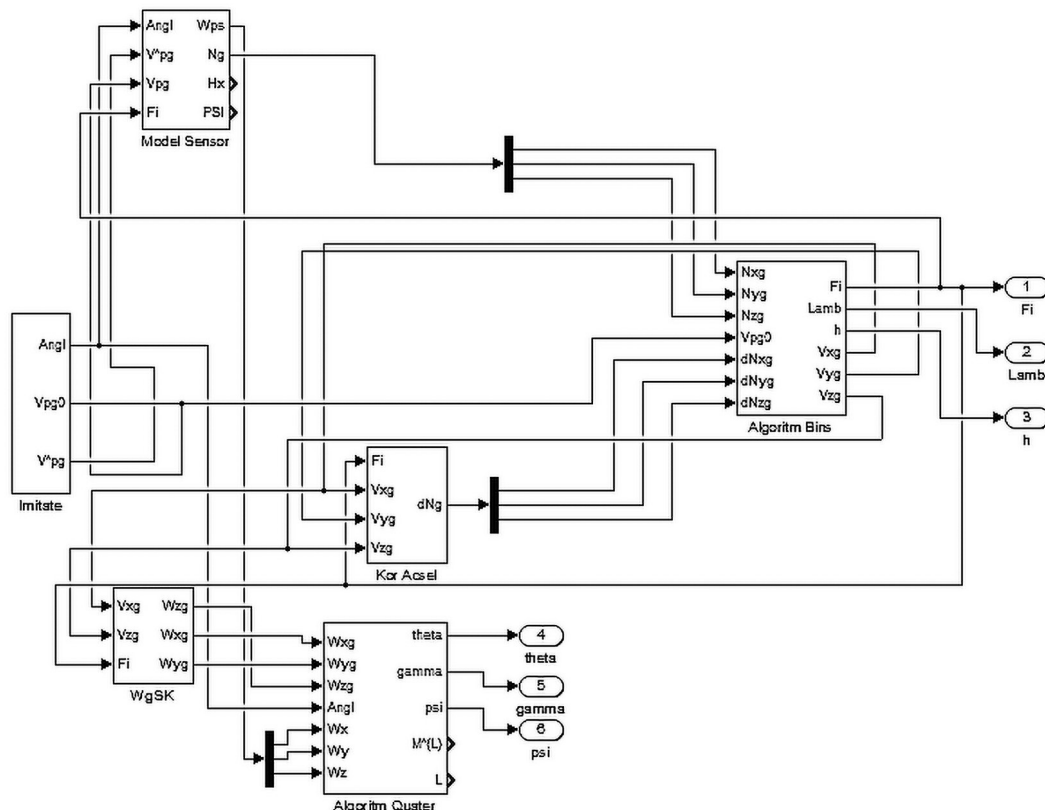 Angl
Wps
V^pg
Ng
Vpg
Hx
Fi
PSI
Model Sensor
Nxg
Nyg
Nzg
Vpg0
dNxg
dNyg
dNzg
Fi
Lamb
h
Vxg
Vyg
Vzg
Algoritm Bins
1
Fi
2
Lamb
3
h
Angl
Vpg0
V^pg
Imitate
Fi
Vxg
Vyg
Vzg
dNg
Kor Acsel
Vxg
Vzg
Fi
Wzg
Wxg
Wyg
WgSK
Wxg
Wyg
Wzg
Angl
Wx
Wy
Wz
theta
gamma
psi
M^{L}
L
Algoritm Quater
4
theta
5
gamma
6
psi